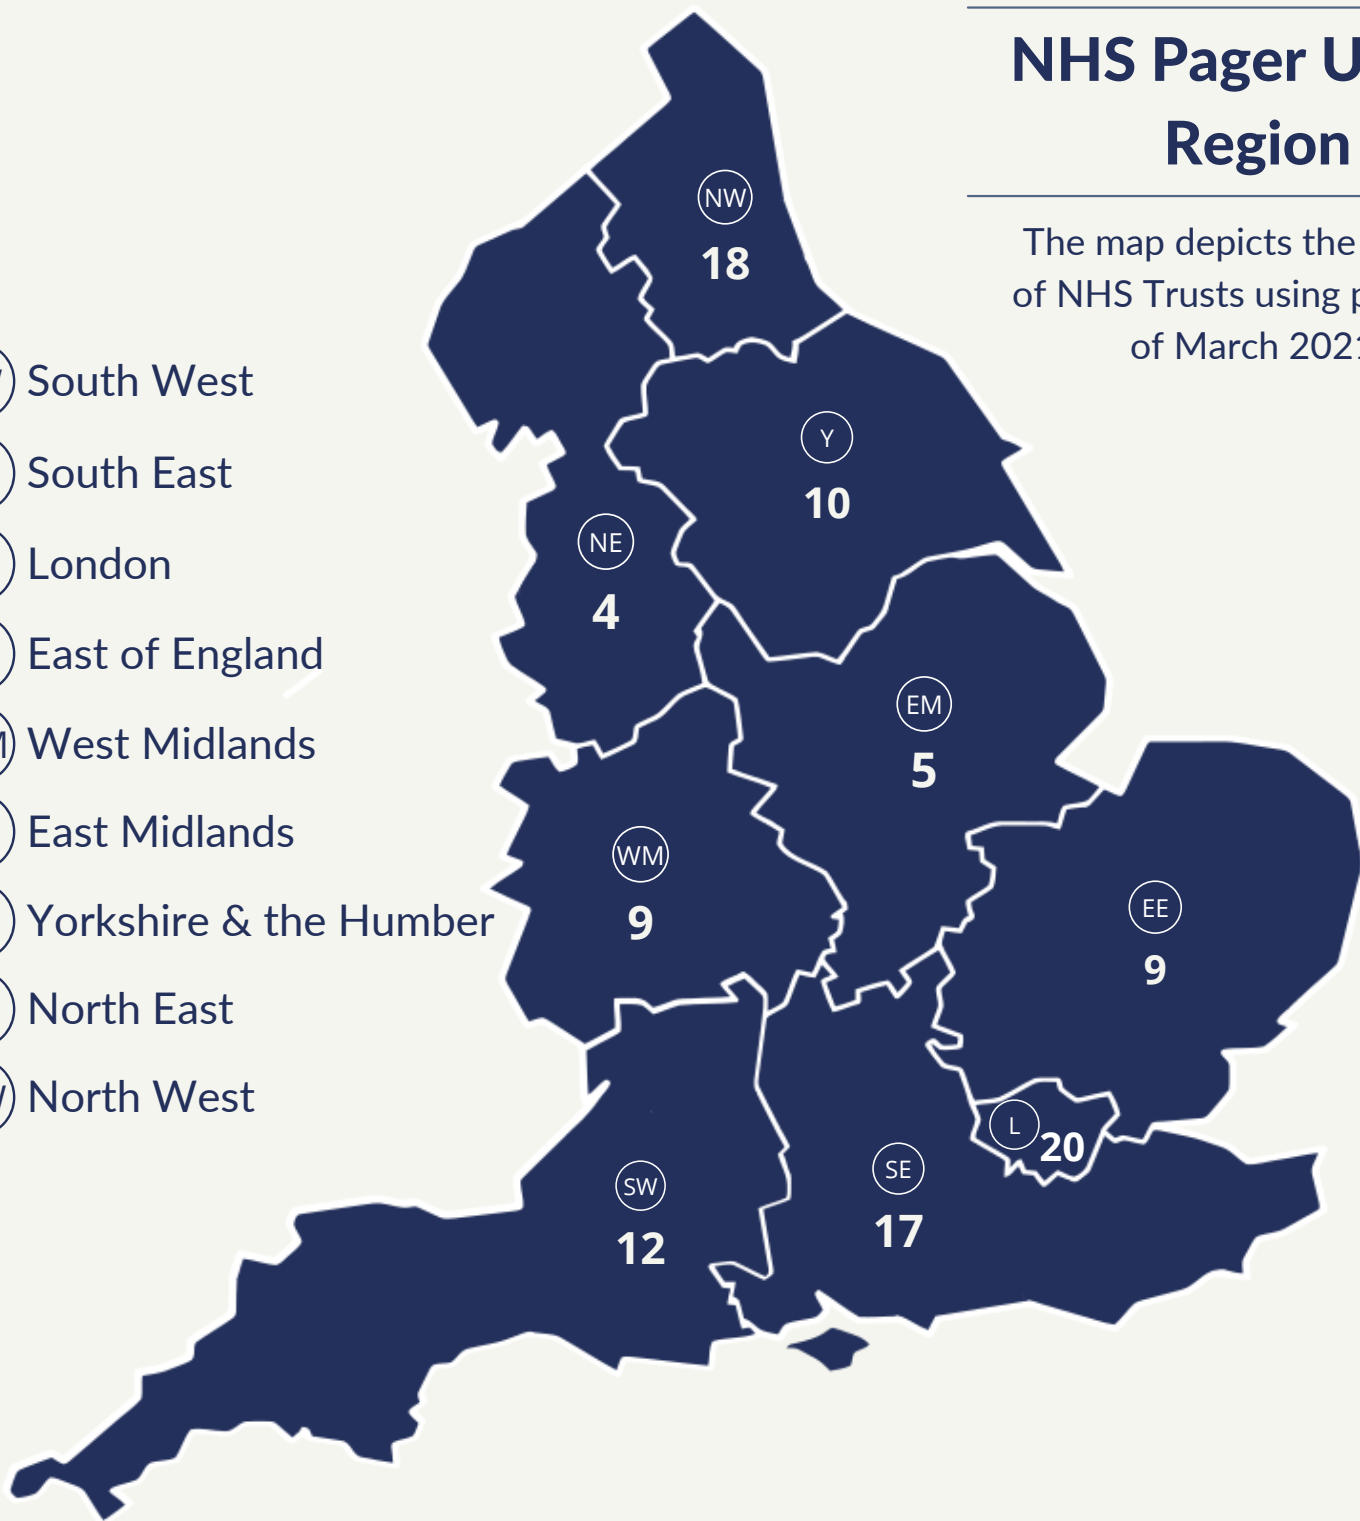 NHS Pager U
Region
The map depicts the
of NHS Trusts using p
of March 2021
South West
South East
London
East of England
West Midlands
East Midlands
Yorkshire & the Humber
North East
North West
NW
18
Y
10
NE
4
EM
5
WM
9
EE
9
L
20
SE
17
SW
12